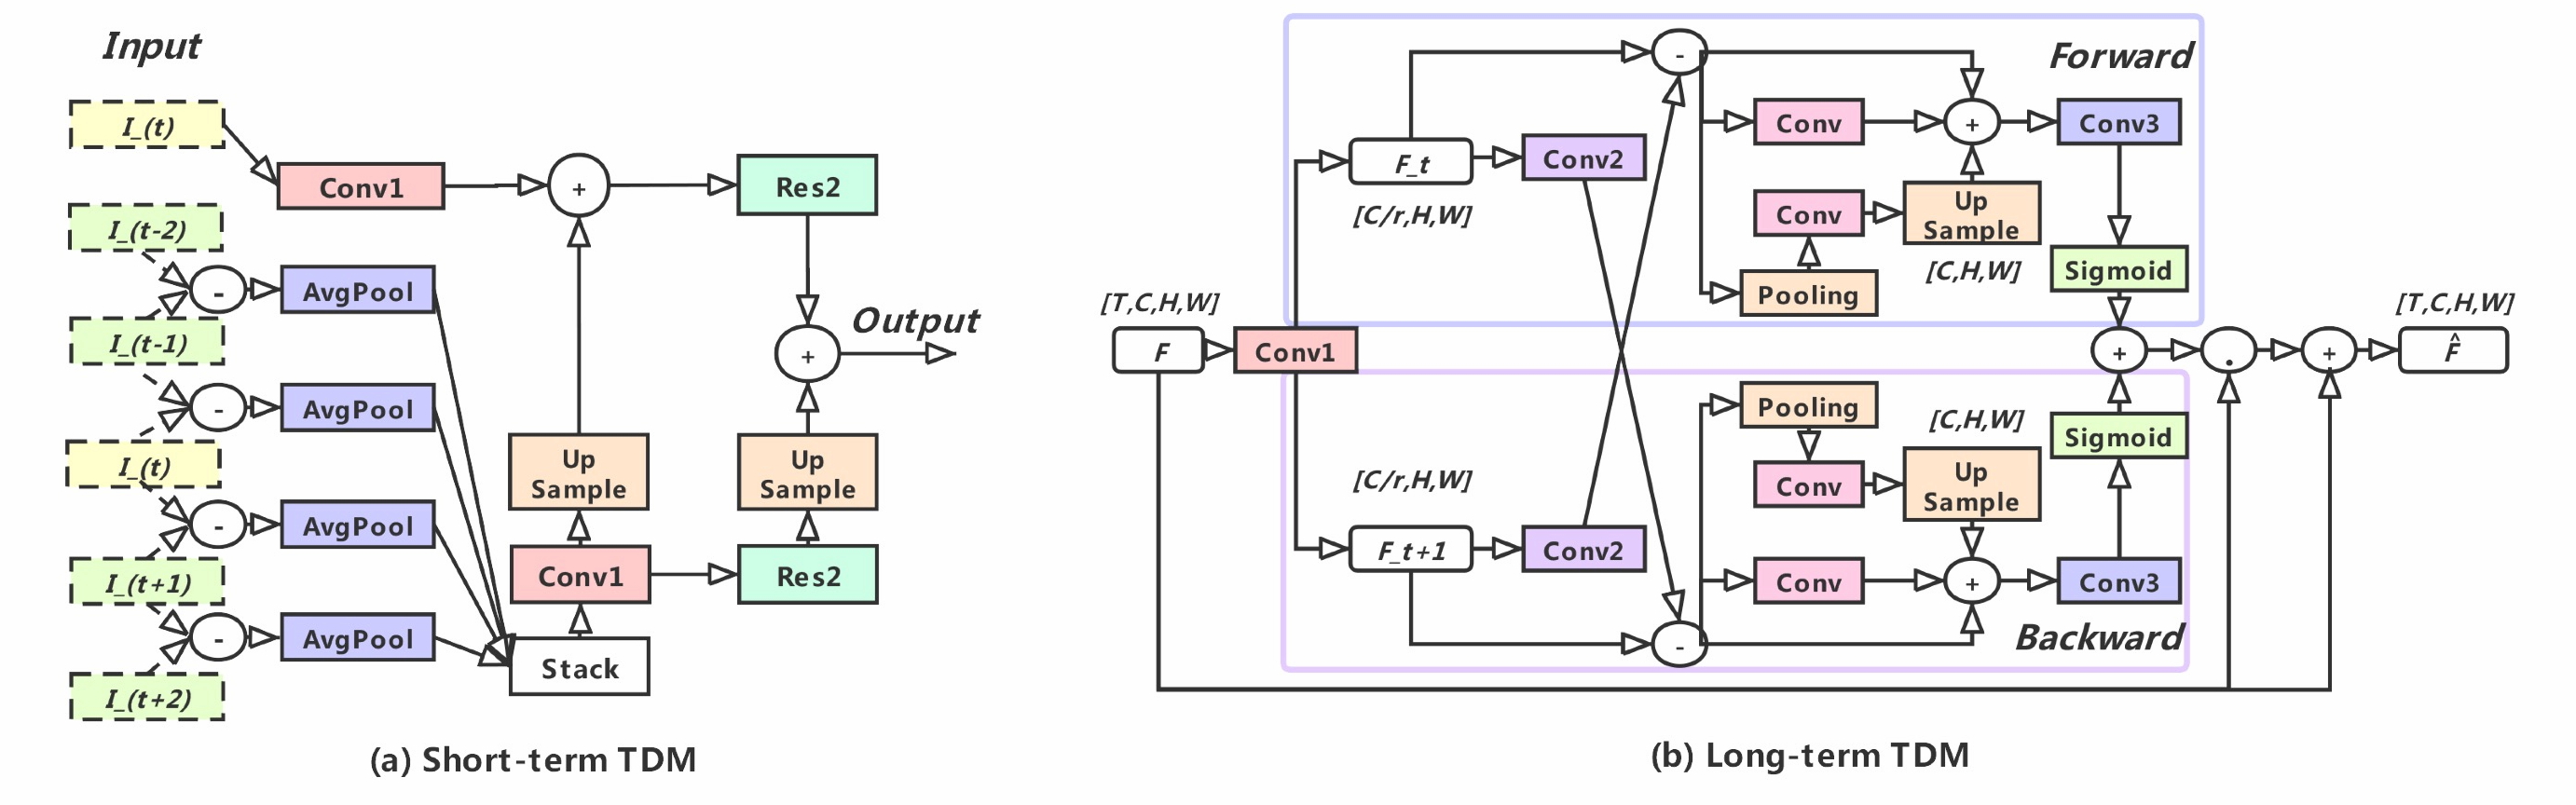 Input
I_(t)
Conv1
+
Res2
I_(t-2)
-
AvgPool
I_(t-1)
-
AvgPool
I_(t)
-
AvgPool
I_(t+1)
-
AvgPool
I_(t+2)
Up
Sample
Conv1
Stack
Up
Sample
Res2
+
Output
(a) Short-term TDM
Forward
-
F_t
[C/r,H,W]
Conv2
Conv
+
Conv3
Conv
Up
Sample
[C,H,W]
Pooling
Sigmoid
[T,C,H,W]
F
Conv1
+
.
+
[T,C,H,W]
F̂
Pooling
[C,H,W]
Sigmoid
Conv
Up
Sample
[C/r,H,W]
F_t+1
Conv2
Conv
+
Conv3
-
Backward
(b) Long-term TDM